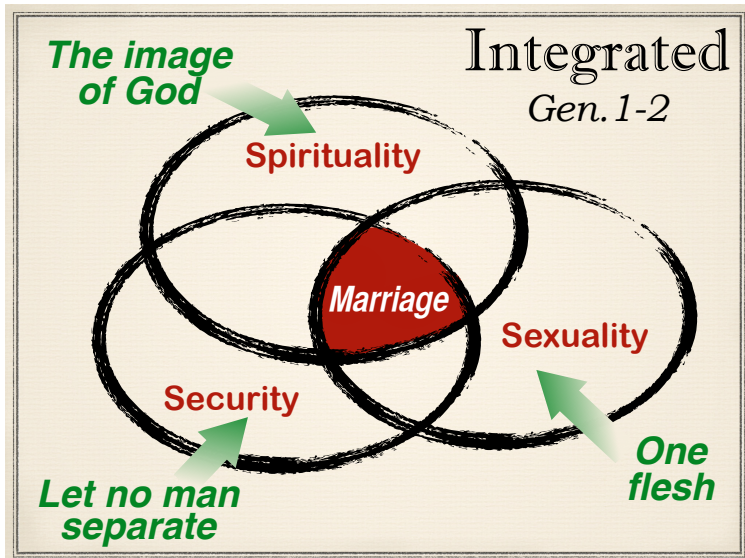 Integrated
Gen. 1-2
The image
of God
Spirituality
Marriage
Sexuality
Security
One
flesh
Let no man
separate